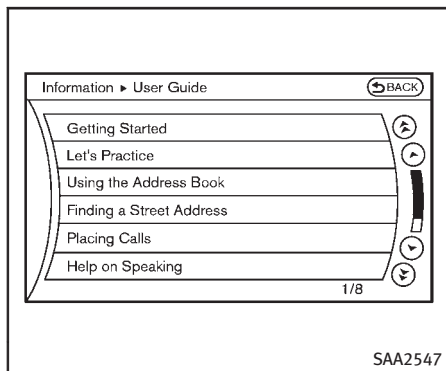 Information ▸ User Guide
BACK
Getting Started
Let's Practice
Using the Address Book
Finding a Street Address
Placing Calls
Help on Speaking
1/8
SAA2547